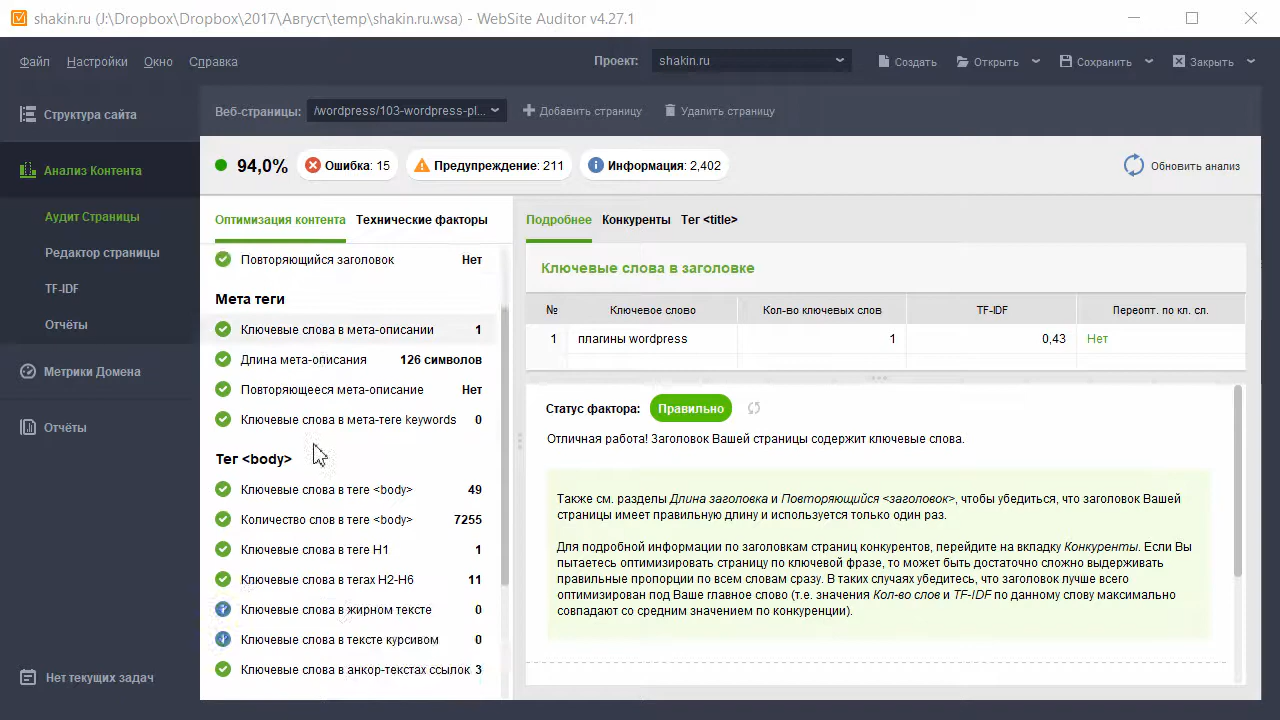 shakin.ru (J:\Dropbox\Dropbox\2017\Август\temp\shakin.ru.wsa) - WebSite Auditor v4.27.1
Файл Настройки Окно Справка Проект: shakin.ru Создать Открыть Сохранить Закрыть
Структура сайта
Анализ Контента
Аудит Страницы
Редактор страницы
TF-IDF
Отчёты
Метрики Домена
Отчёты
Нет текущих задач
Веб-страницы: /wordpress/103-wordpress-pl... Добавить страницу Удалить страницу
94,0% Ошибка: 15 Предупреждение: 211 Информация: 2,402 Обновить анализ
Оптимизация контента Технические факторы
Повторяющийся заголовок Нет
Мета теги
Ключевые слова в мета-описании 1
Длина мета-описания 126 символов
Повторяющееся мета-описание Нет
Ключевые слова в мета-теге keywords 0
Тег <body>
Ключевые слова в теге <body> 49
Количество слов в теге <body> 7255
Ключевые слова в теге H1 1
Ключевые слова в тегах H2-H6 11
Ключевые слова в жирном тексте 0
Ключевые слова в тексте курсивом 0
Ключевые слова в анкор-текстах ссылок 3
Подробнее Конкуренты Тег <title>
Ключевые слова в заголовке
№ Ключевое слово Кол-во ключевых слов TF-IDF Переопт. по кл. сл.
1 плагины wordpress 1 0,43 Нет
Статус фактора: Правильно
Отличная работа! Заголовок Вашей страницы содержит ключевые слова.
Также см. разделы Длина заголовка и Повторяющийся <заголовок>, чтобы убедиться, что заголовок Вашей
страницы имеет правильную длину и используется только один раз.
Для подробной информации по заголовкам страниц конкурентов, перейдите на вкладку Конкуренты. Если Вы
пытаетесь оптимизировать страницу по ключевой фразе, то может быть достаточно сложно выдерживать
правильные пропорции по всем словам сразу. В таких случаях убедитесь, что заголовок лучше всего
оптимизирован под Ваше главное слово (т.е. значения Кол-во слов и TF-IDF по данному слову максимально
совпадают со средним значением по конкуренции).